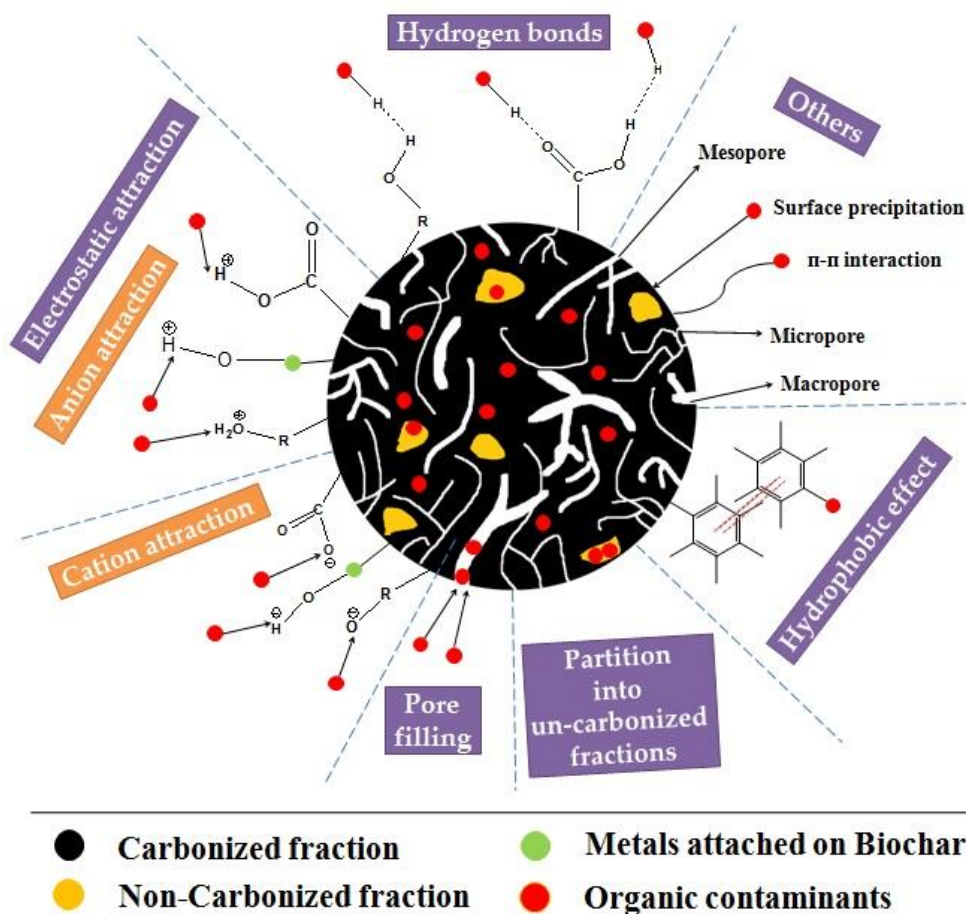 Hydrogen bonds
Others
Electrostatic attraction
Anion attraction
Cation attraction
Pore
filling
Partition
into
un-carbonized
fractions
Hydrophobic effect
Mesopore
Surface precipitation
π-π interaction
Micropore
Macropore
H
H
O
R
H
O
C
O
H
H
O
C
O
H
⊕
H
O
⊕
H₂O
R
⊕
O
C
O
⊖
H
O
⊖
O
R
⊖
Carbonized fraction
Metals attached on Biochar
Non-Carbonized fraction
Organic contaminants